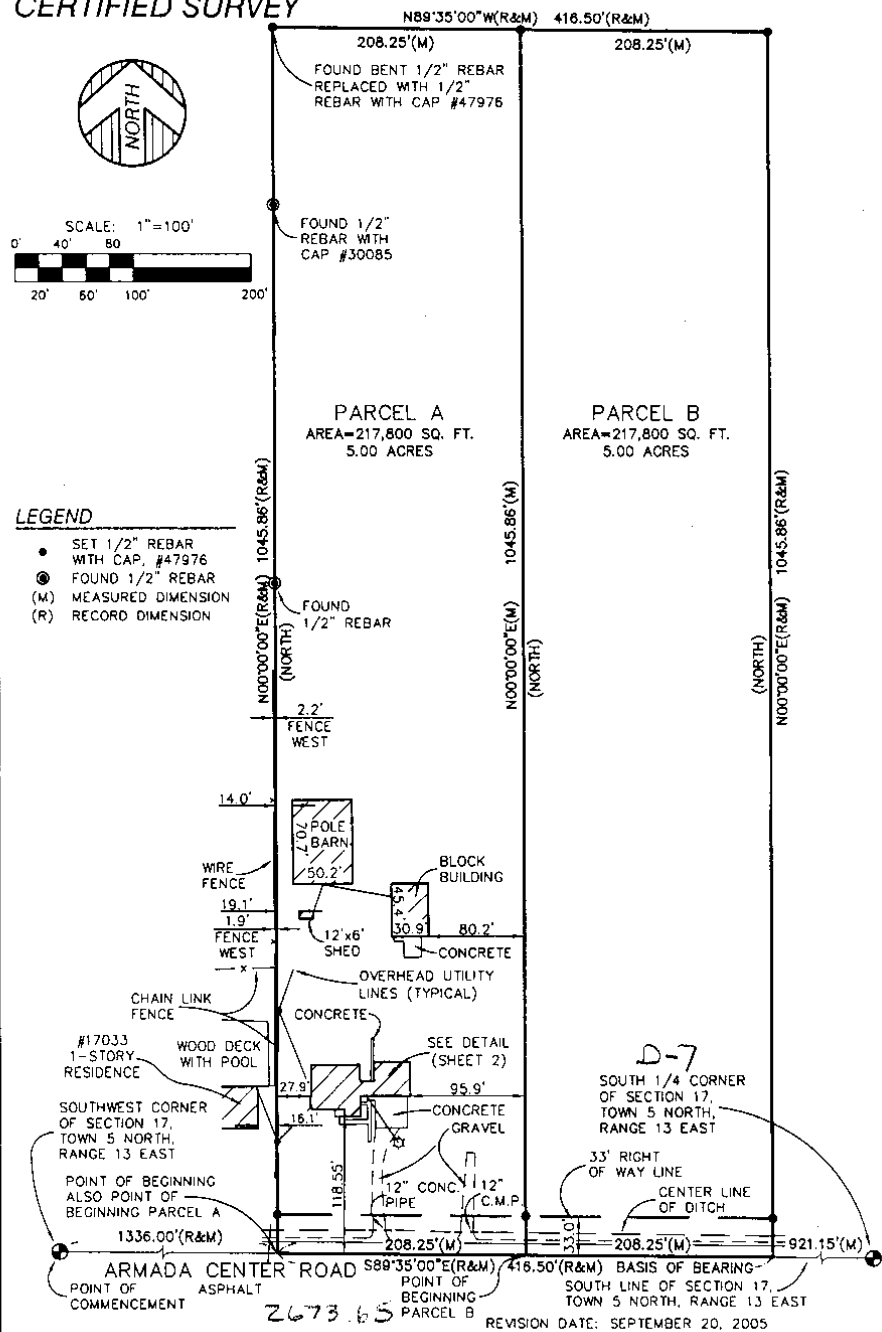 CERTIFIED SURVEY
N89°35'00"W(R&M) 416.50'(R&M)
208.25'(M)
208.25'(M)
FOUND BENT 1/2" REBAR
REPLACED WITH 1/2"
REBAR WITH CAP #47976
NORTH
SCALE: 1"=100'
0' 40' 80
20' 60' 100' 200'
FOUND 1/2"
REBAR WITH
CAP #30085
PARCEL A
AREA=217,800 SQ. FT.
5.00 ACRES
PARCEL B
AREA=217,800 SQ. FT.
5.00 ACRES
N00°00'00"E(R&M) 1045.86'(R&M)
(NORTH)
N00°00'00"E(M) 1045.86'(M)
(NORTH)
N00°00'00"E(R&M) 1045.86'(R&M)
(NORTH)
LEGEND
SET 1/2" REBAR
WITH CAP, #47976
FOUND 1/2" REBAR
(M) MEASURED DIMENSION
(R) RECORD DIMENSION
FOUND
1/2" REBAR
2.2'
FENCE
WEST
14.0'
70.7'
POLE
BARN
50.2'
WIRE
FENCE
BLOCK
BUILDING
45.4'
30.9'
80.2'
19.1'
1.9'
FENCE
WEST
12'x6'
SHED
CONCRETE
x
OVERHEAD UTILITY
LINES (TYPICAL)
CHAIN LINK
FENCE
CONCRETE
#17033
1-STORY
RESIDENCE
WOOD DECK
WITH POOL
SEE DETAIL
(SHEET 2)
27.9'
95.9'
D-7
SOUTH 1/4 CORNER
OF SECTION 17,
TOWN 5 NORTH,
RANGE 13 EAST
SOUTHWEST CORNER
OF SECTION 17,
TOWN 5 NORTH,
RANGE 13 EAST
16.1'
CONCRETE
GRAVEL
118.55'
33' RIGHT
OF WAY LINE
POINT OF BEGINNING
ALSO POINT OF
BEGINNING PARCEL A
12" CONC.
PIPE
12"
C.M.P.
CENTER LINE
OF DITCH
33.0'
1336.00'(R&M)
208.25'(M)
208.25'(M)
921.15'(M)
ARMADA CENTER ROAD
ASPHALT
S89°35'00"E(R&M) 416.50'(R&M) BASIS OF BEARING
POINT OF
COMMENCEMENT
POINT OF
BEGINNING
PARCEL B
SOUTH LINE OF SECTION 17,
TOWN 5 NORTH, RANGE 13 EAST
2673.65
REVISION DATE: SEPTEMBER 20, 2005